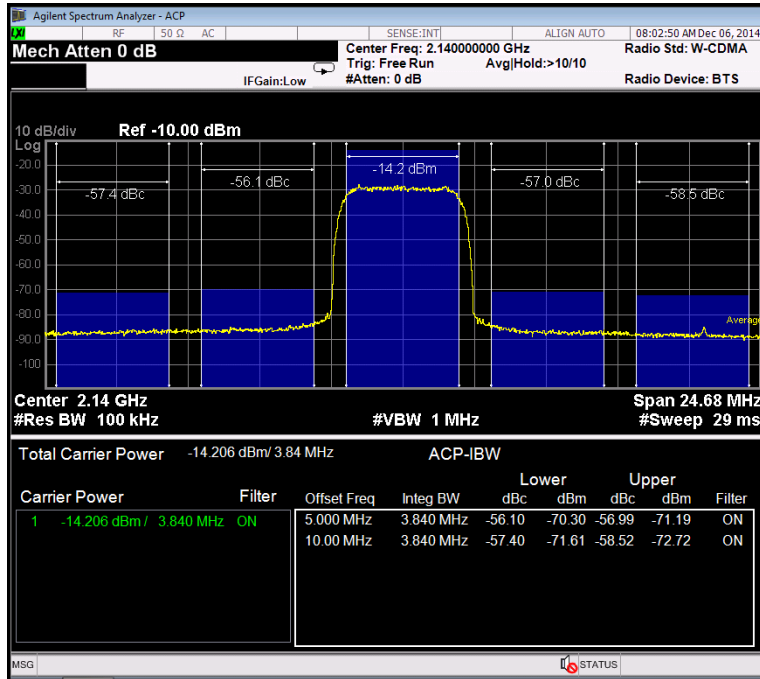 Agilent Spectrum Analyzer - ACP
LXI RF 50 Ω AC SENSE:INT ALIGN AUTO 08:02:50 AM Dec 06, 2014
Mech Atten 0 dB Center Freq: 2.140000000 GHz Radio Std: W-CDMA
Trig: Free Run Avg|Hold:>10/10
IFGain:Low #Atten: 0 dB Radio Device: BTS
10 dB/div Ref -10.00 dBm
Log
-20.0
-14.2 dBm
-30.0
-57.4 dBc -56.1 dBc -57.0 dBc -58.5 dBc
-40.0
-50.0
-60.0
-70.0
-80.0
Average
-90.0
-100
Center 2.14 GHz Span 24.68 MHz
#Res BW 100 kHz #VBW 1 MHz #Sweep 29 ms
Total Carrier Power -14.206 dBm/ 3.84 MHz ACP-IBW
Lower Upper
Carrier Power Filter Offset Freq Integ BW dBc dBm dBc dBm Filter
1 -14.206 dBm / 3.840 MHz ON 5.000 MHz 3.840 MHz -56.10 -70.30 -56.99 -71.19 ON
10.00 MHz 3.840 MHz -57.40 -71.61 -58.52 -72.72 ON
MSG STATUS